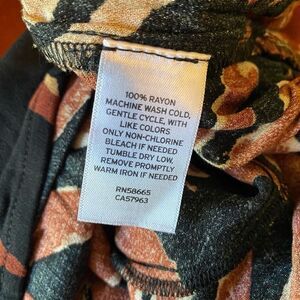 100% RAYON
MACHINE WASH COLD,
GENTLE CYCLE, WITH
LIKE COLORS
ONLY NON-CHLORINE
BLEACH IF NEEDED
TUMBLE DRY LOW,
REMOVE PROMPTLY
WARM IRON IF NEEDED
RN58665
CA57963